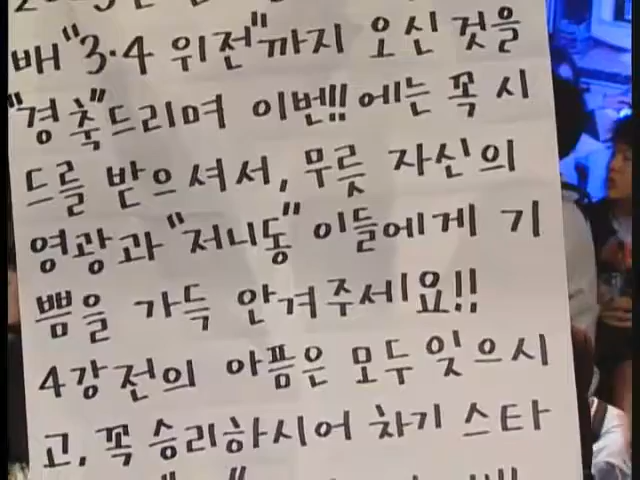 배 "3·4 위전"까지 오신 것을
"경축"드리며 이번!! 에는 꼭 시
드를 받으셔서, 무릇 자신의
영광과 "저니동" 이들에게 기
쁨을 가득 안겨주세요!!
4강전의 아픔은 모두 잊으시
고, 꼭 승리하시어 차기 스타